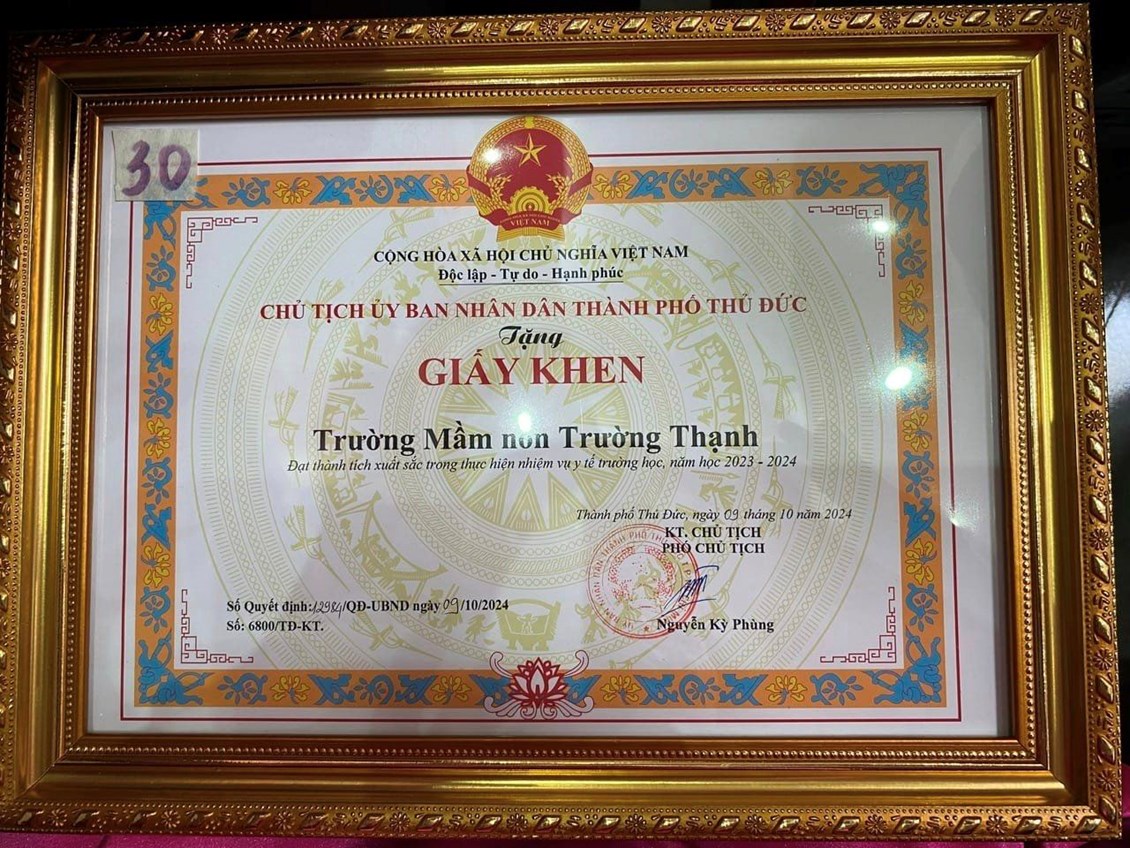 30
VIỆT NAM
CỘNG HÒA XÃ HỘI CHỦ NGHĨA VIỆT NAM
Độc lập - Tự do - Hạnh phúc
CHỦ TỊCH ỦY BAN NHÂN DÂN THÀNH PHỐ THỦ ĐỨC
Tặng
GIẤY KHEN
Trường Mầm non Trường Thạnh
Đạt thành tích xuất sắc trong thực hiện nhiệm vụ y tế trường học, năm học 2023 - 2024
Thành phố Thủ Đức, ngày 09 tháng 10 năm 2024
KT. CHỦ TỊCH
PHÓ CHỦ TỊCH
Số Quyết định:12984/QĐ-UBND ngày 09/10/2024
Số: 6800/TĐ-KT.
Nguyễn Kỳ Phùng